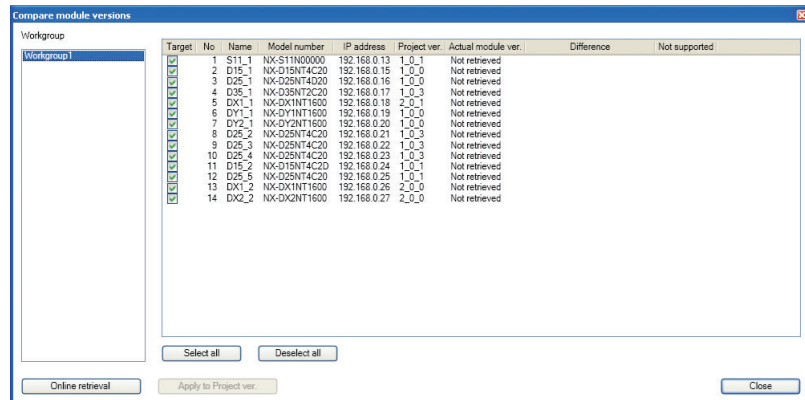 Compare module versions
Workgroup
Workgroup1
Target No Name Model number IP address Project ver. Actual module ver. Difference Not supported
1 S11_1 NX-S11N00000 192.168.0.13 1_0_1 Not retrieved
2 D15_1 NX-D15NT4C20 192.168.0.15 1_0_0 Not retrieved
3 D25_1 NX-D25NT4D20 192.168.0.16 1_0_0 Not retrieved
4 D35_1 NX-D35NT2C20 192.168.0.17 1_0_3 Not retrieved
5 DX1_1 NX-DX1NT1600 192.168.0.18 2_0_1 Not retrieved
6 DY1_1 NX-DY1NT1600 192.168.0.19 1_0_0 Not retrieved
7 DY2_1 NX-DY2NT1600 192.168.0.20 1_0_0 Not retrieved
8 D25_2 NX-D25NT4C20 192.168.0.21 1_0_3 Not retrieved
9 D25_3 NX-D25NT4C20 192.168.0.22 1_0_3 Not retrieved
10 D25_4 NX-D25NT4C20 192.168.0.23 1_0_3 Not retrieved
11 D15_2 NX-D15NT4C2D 192.168.0.24 1_0_1 Not retrieved
12 D25_5 NX-D25NT4C20 192.168.0.25 1_0_1 Not retrieved
13 DX1_2 NX-DX1NT1600 192.168.0.26 2_0_0 Not retrieved
14 DX2_2 NX-DX2NT1600 192.168.0.27 2_0_0 Not retrieved
Select all Deselect all
Online retrieval Apply to Project ver. Close